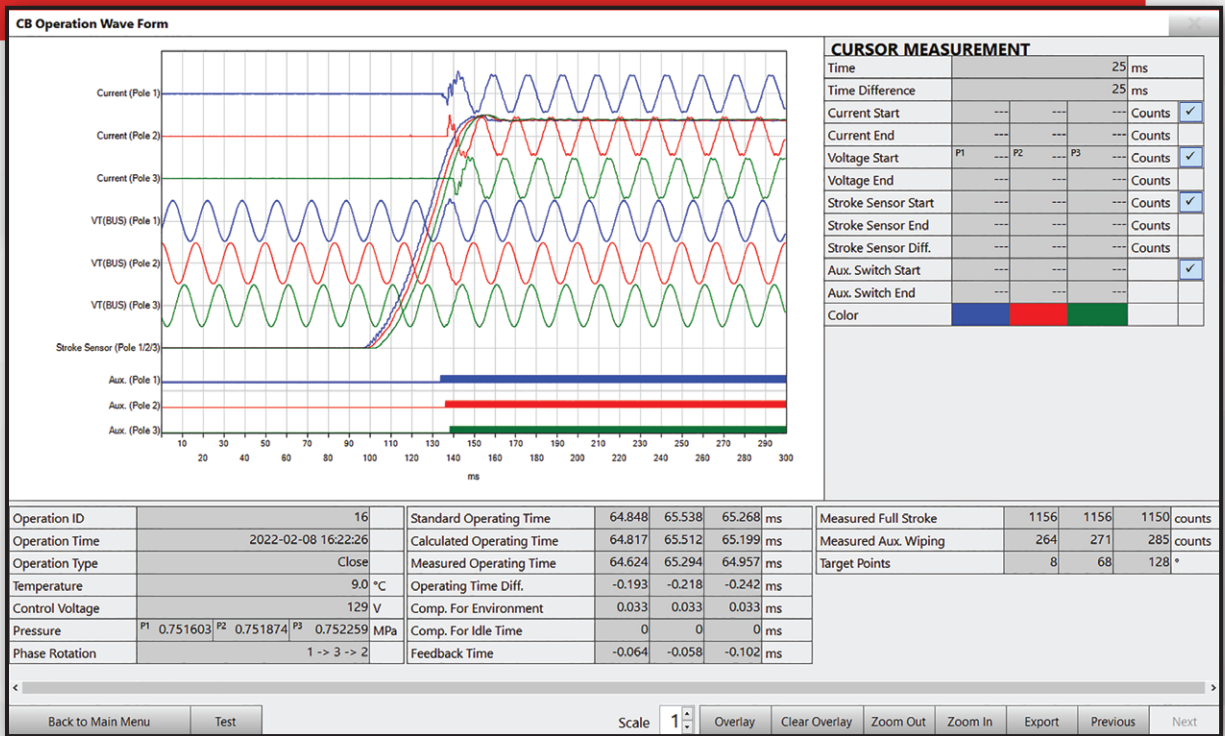 CB Operation Wave Form
Current (Pole 1)
Current (Pole 2)
Current (Pole 3)
VT(BUS) (Pole 1)
VT(BUS) (Pole 2)
VT(BUS) (Pole 3)
Stroke Sensor (Pole 1/2/3)
Aux. (Pole 1)
Aux. (Pole 2)
Aux. (Pole 3)
10 30 50 70 90 110 130 150 170 190 210 230 250 270 290
20 40 60 80 100 120 140 160 180 200 220 240 260 280 300
ms
CURSOR MEASUREMENT
Time 25 ms
Time Difference 25 ms
Current Start --- --- --- Counts ✓
Current End --- --- --- Counts
Voltage Start P1 --- P2 --- P3 --- Counts ✓
Voltage End --- --- --- Counts
Stroke Sensor Start --- --- --- Counts ✓
Stroke Sensor End --- --- --- Counts
Stroke Sensor Diff. --- --- --- Counts
Aux. Switch Start --- --- --- ✓
Aux. Switch End --- --- ---
Color
Operation ID 16
Operation Time 2022-02-08 16:22:26
Operation Type Close
Temperature 9.0 °C
Control Voltage 129 V
Pressure P1 0.751603 P2 0.751874 P3 0.752259 MPa
Phase Rotation 1 -> 3 -> 2
Standard Operating Time 64.848 65.538 65.268 ms
Calculated Operating Time 64.817 65.512 65.199 ms
Measured Operating Time 64.624 65.294 64.957 ms
Operating Time Diff. -0.193 -0.218 -0.242 ms
Comp. For Environment 0.033 0.033 0.033 ms
Comp. For Idle Time 0 0 0 ms
Feedback Time -0.064 -0.058 -0.102 ms
Measured Full Stroke 1156 1156 1150 counts
Measured Aux. Wiping 264 271 285 counts
Target Points 8 68 128 °
Back to Main Menu Test Scale 1 Overlay Clear Overlay Zoom Out Zoom In Export Previous Next